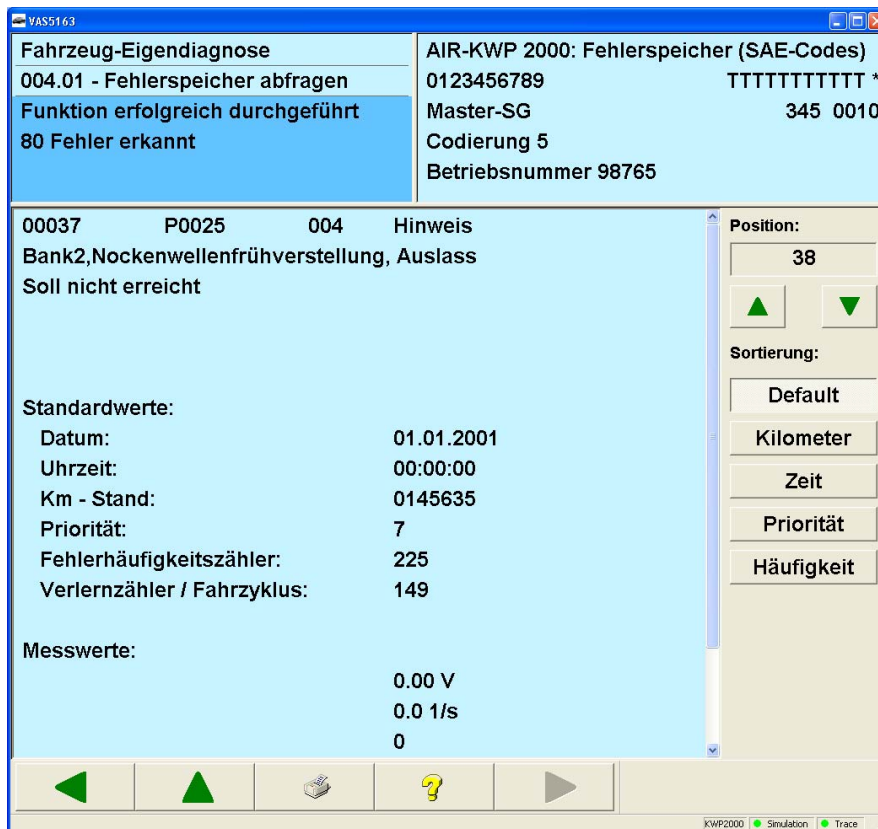 VAS5163
Fahrzeug-Eigendiagnose
004.01 - Fehlerspeicher abfragen
Funktion erfolgreich durchgeführt
80 Fehler erkannt
AIR-KWP 2000: Fehlerspeicher (SAE-Codes)
0123456789 TTTTTTTTTTT *
Master-SG 345 0010
Codierung 5
Betriebsnummer 98765
00037 P0025 004 Hinweis
Bank2,Nockenwellenfrühverstellung, Auslass
Soll nicht erreicht
Standardwerte:
Datum: 01.01.2001
Uhrzeit: 00:00:00
Km - Stand: 0145635
Priorität: 7
Fehlerhäufigkeitszähler: 225
Verlernzähler / Fahrzyklus: 149
Messwerte:
0.00 V
0.0 1/s
0
Position:
38
Sortierung:
Default
Kilometer
Zeit
Priorität
Häufigkeit
KWP2000 Simulation Trace